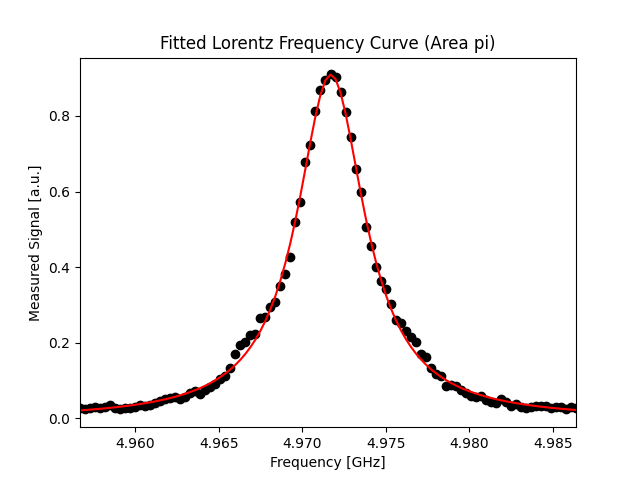 Fitted Lorentz Frequency Curve (Area pi)
Measured Signal [a.u.]
0.8
0.6
0.4
0.2
0.0
4.960 4.965 4.970 4.975 4.980 4.985
Frequency [GHz]